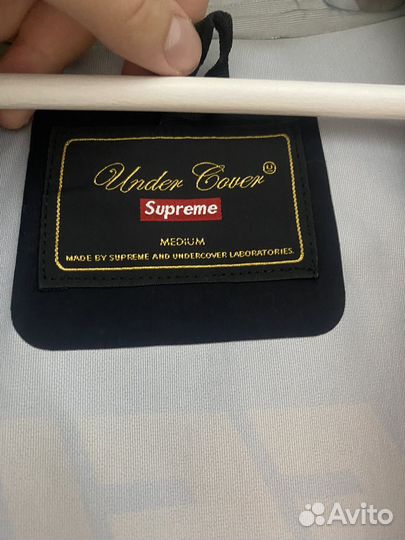 Under Cover
Supreme
MEDIUM
MADE BY SUPREME AND UNDERCOVER LABORATORIES.
Avito